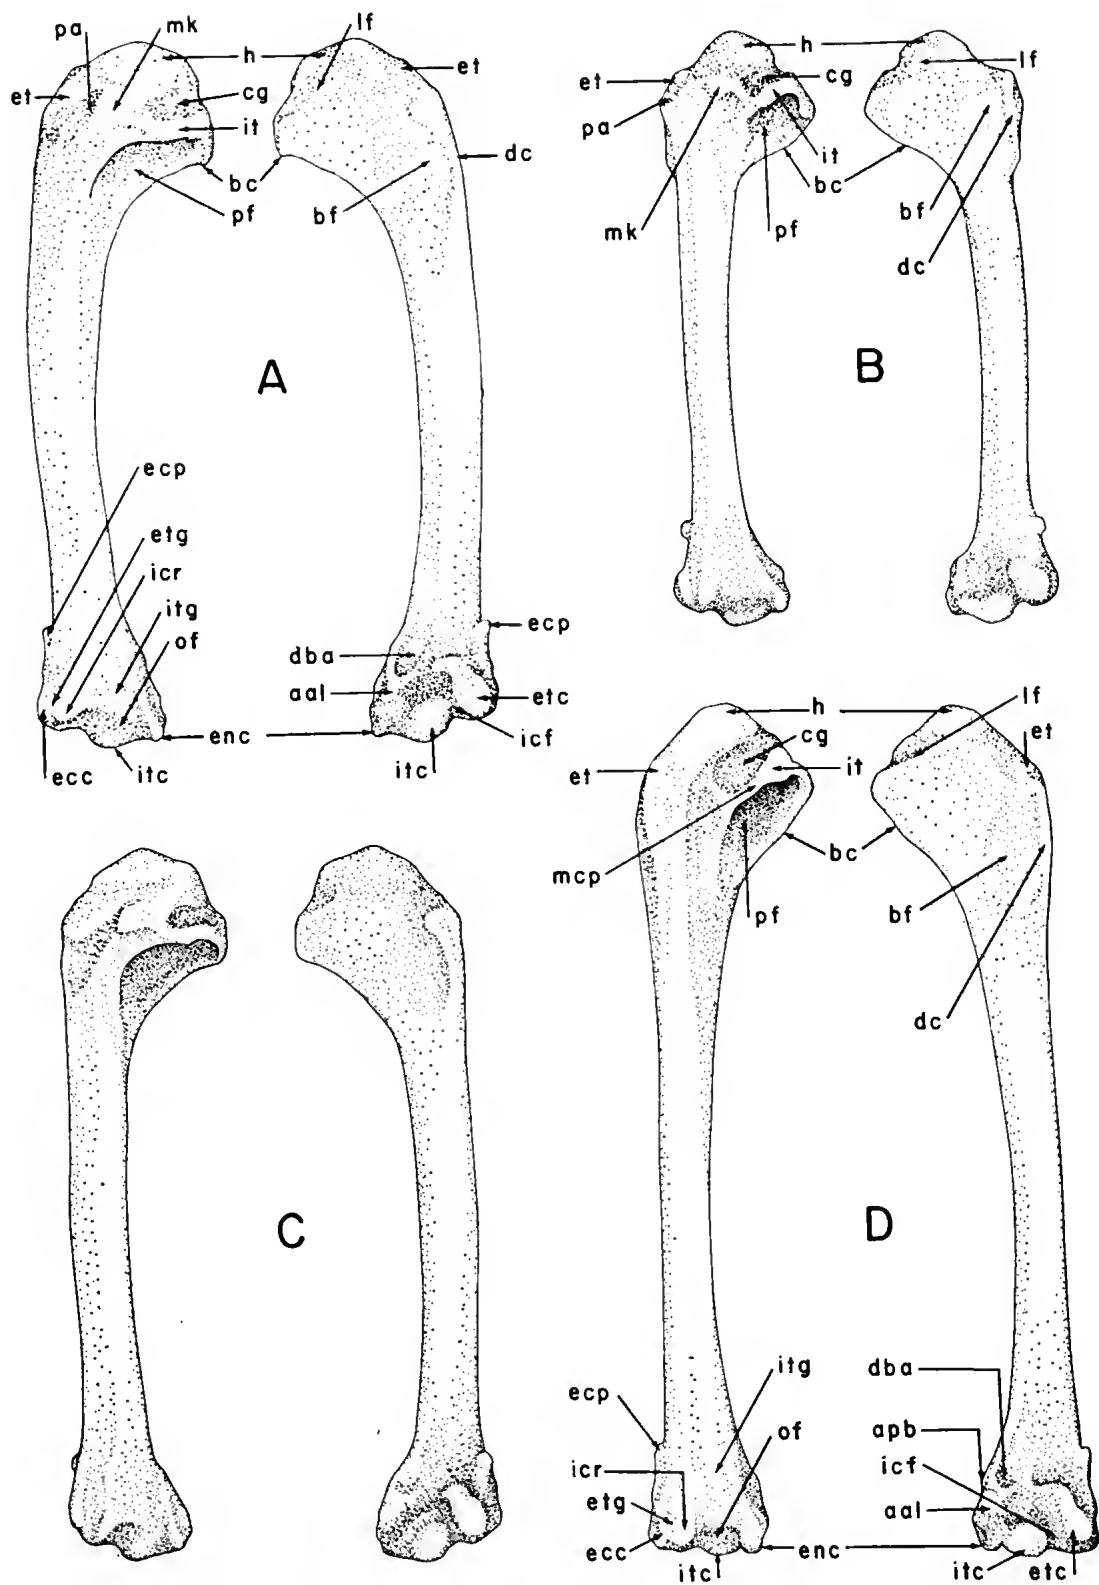 pa
mk
h
lf
et
et
cg
it
bc
dc
pf
bf
A
ecp
etg
icr
itg
of
ecp
dba
aal
etc
enc
icf
ecc
itc
itc
h
lf
et
cg
pa
it
bc
mk
pf
bf
dc
B
C
h
lf
cg
et
et
it
bc
mcp
pf
bf
dc
D
itg
dba
ecp
of
apb
icr
icf
etg
aal
ecc
enc
itc
itc
etc